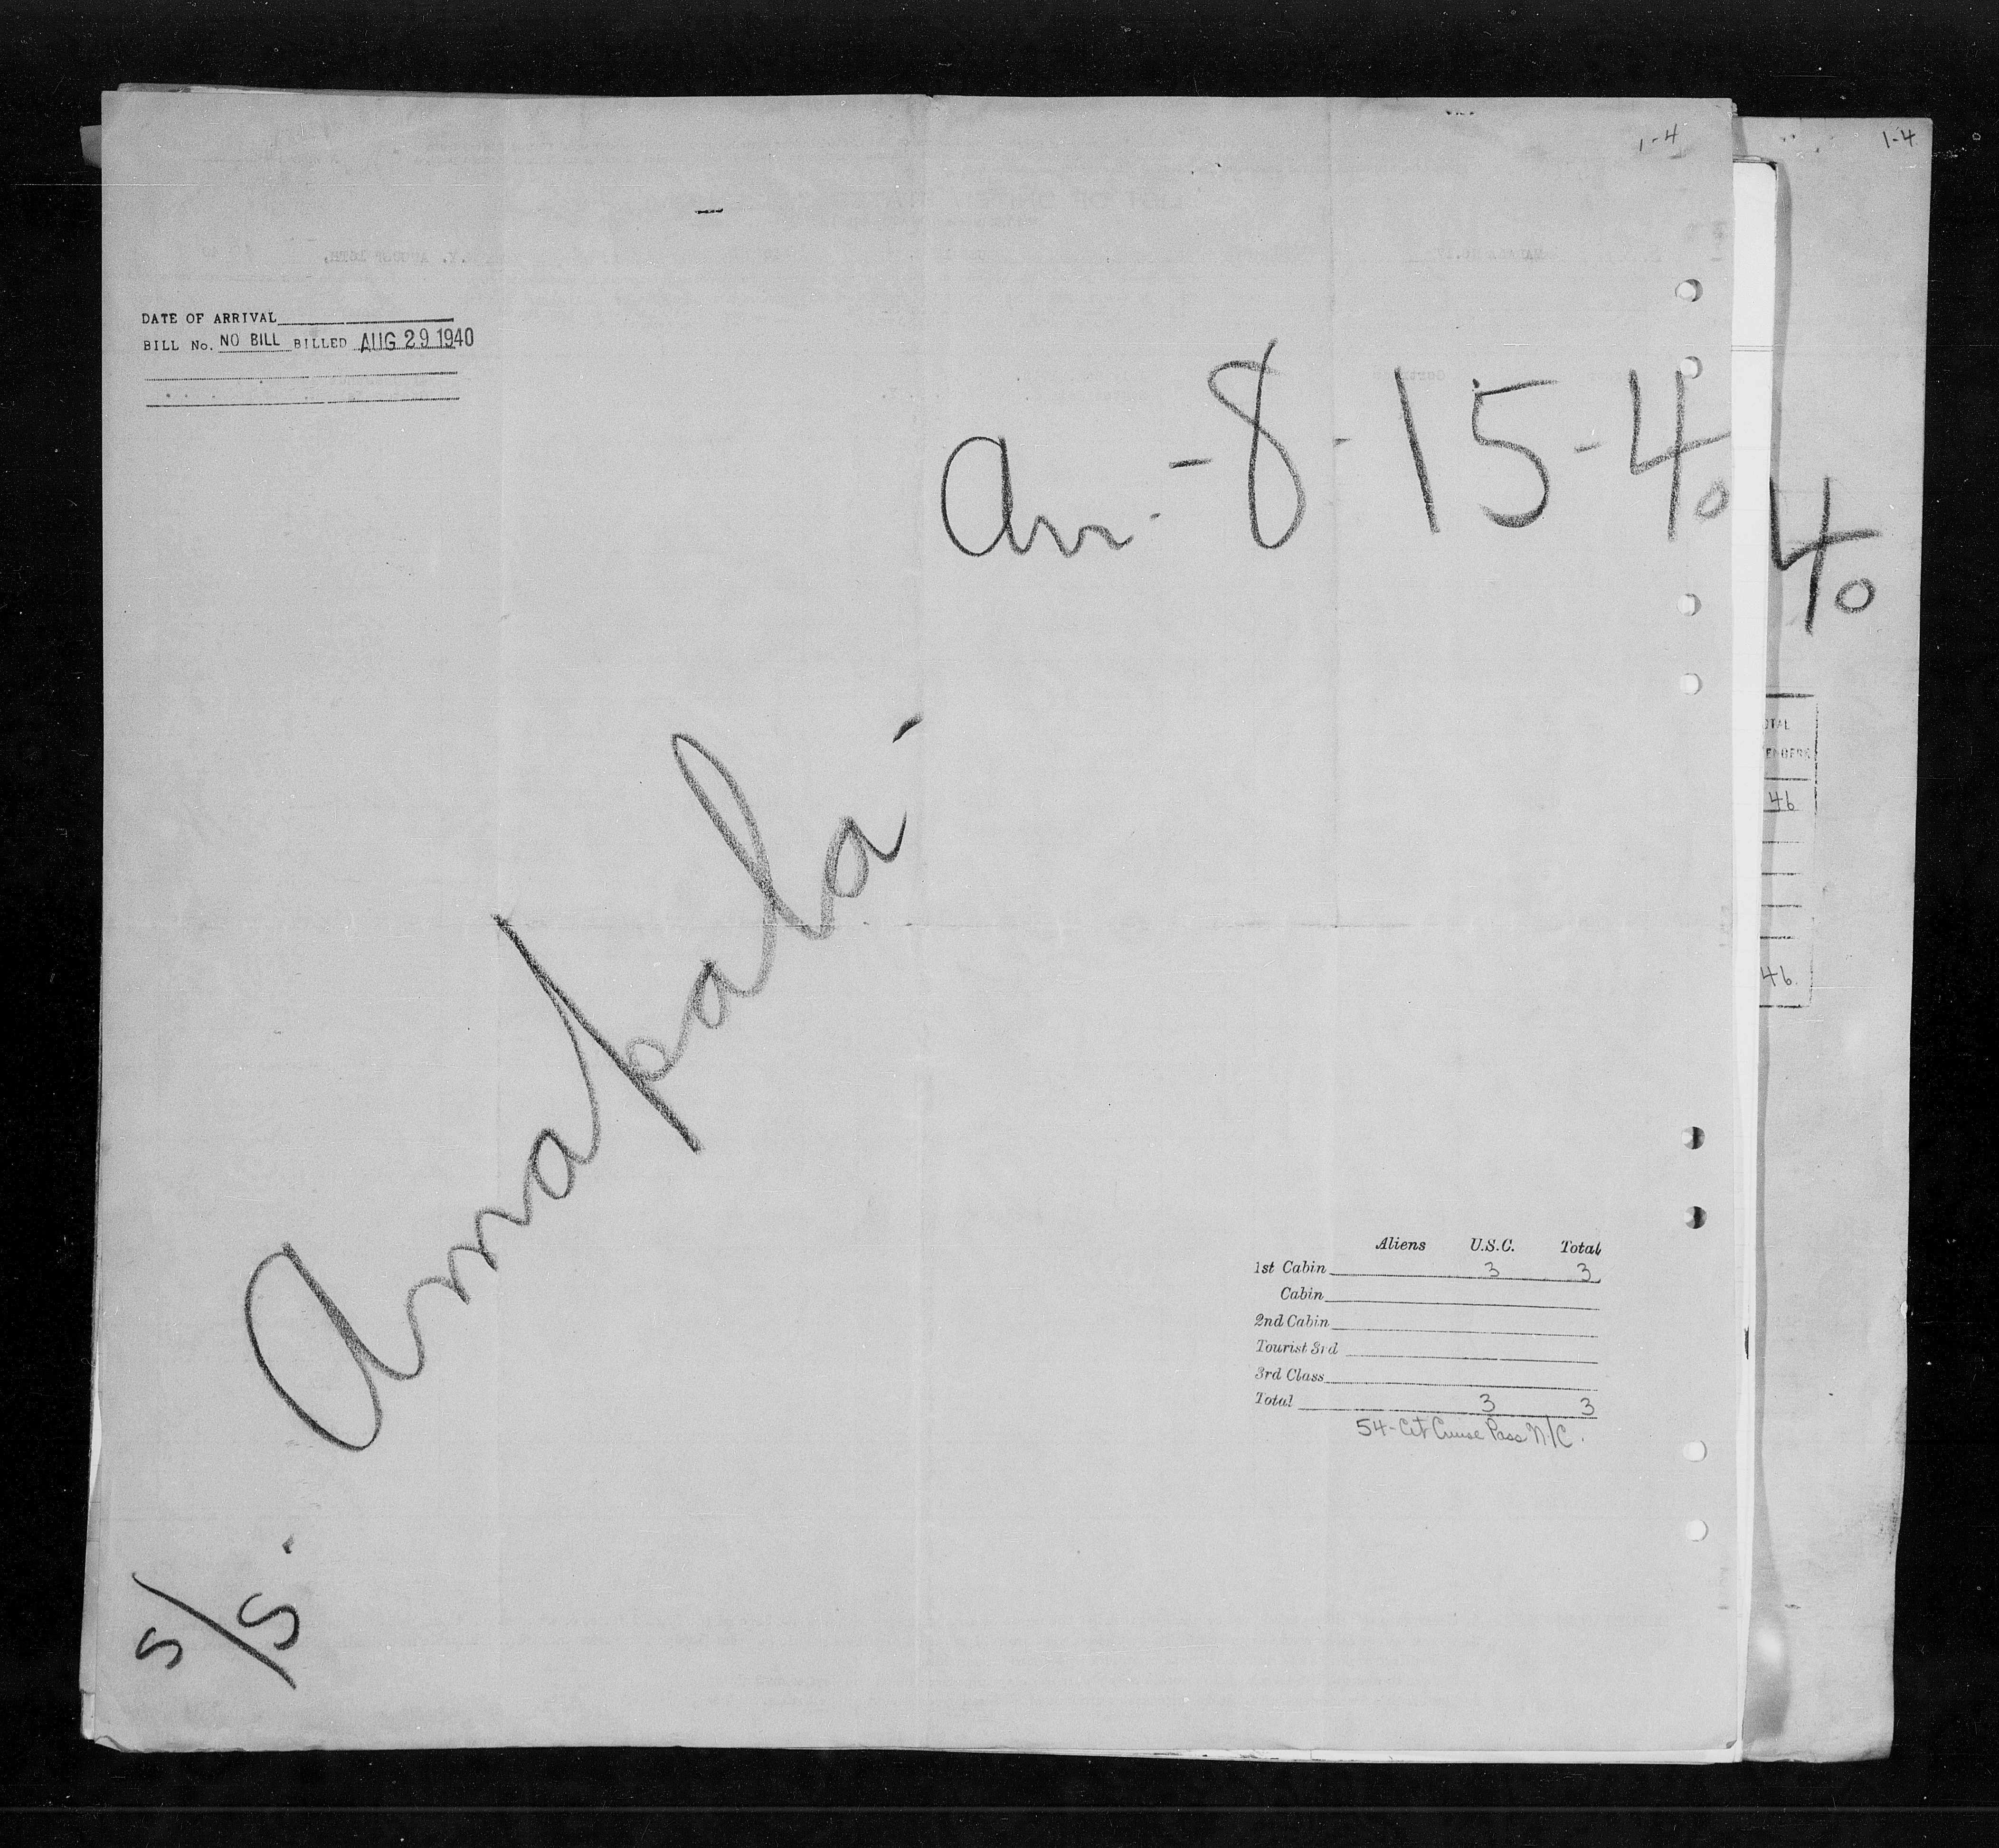 1-4
1-4
DATE OF ARRIVAL
BILL No. NO BILL BILLED AUG 29 1940
Arr. - 8 - 15 - 40
40
S/S. Amapala -
46
46
Aliens U.S.C. Total
1st Cabin 3 3
Cabin
2nd Cabin
Tourist 3rd
3rd Class
Total 3 3
54 - Cit Cruise Pass N/C.